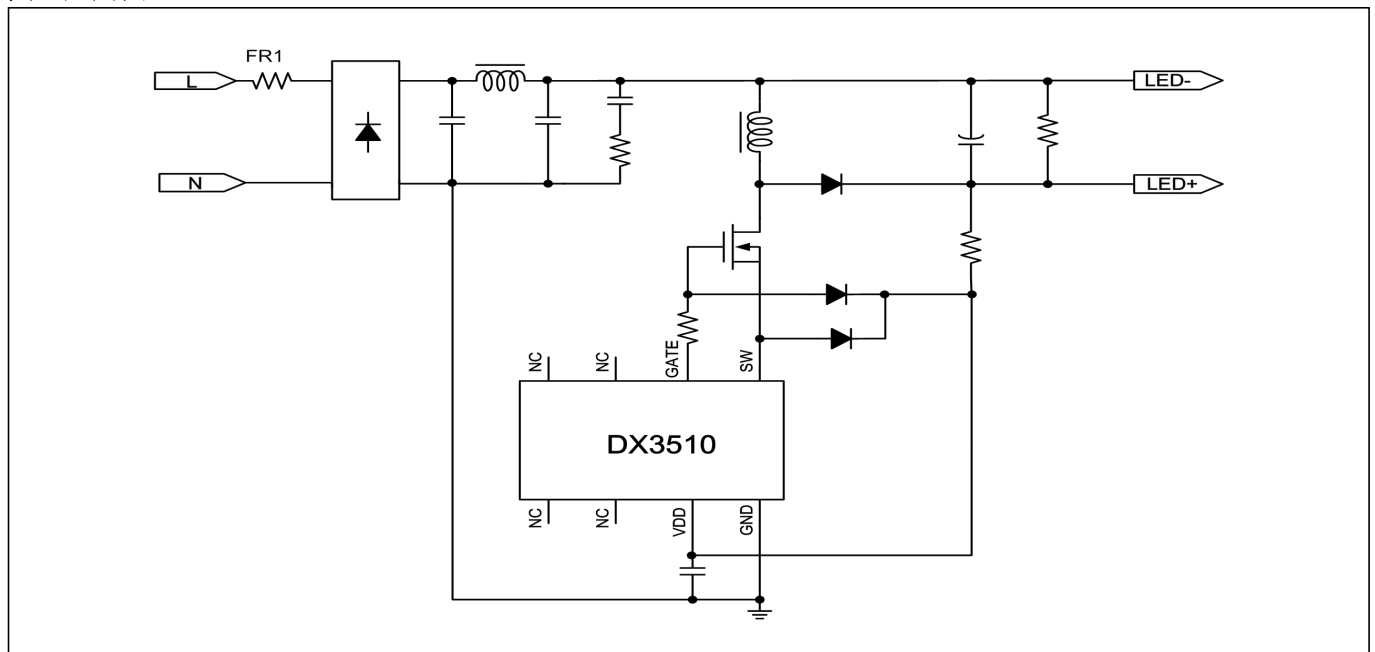 FR1
L
LED-
N
LED+
NC
NC
GATE
SW
DX3510
NC
NC
VDD
GND